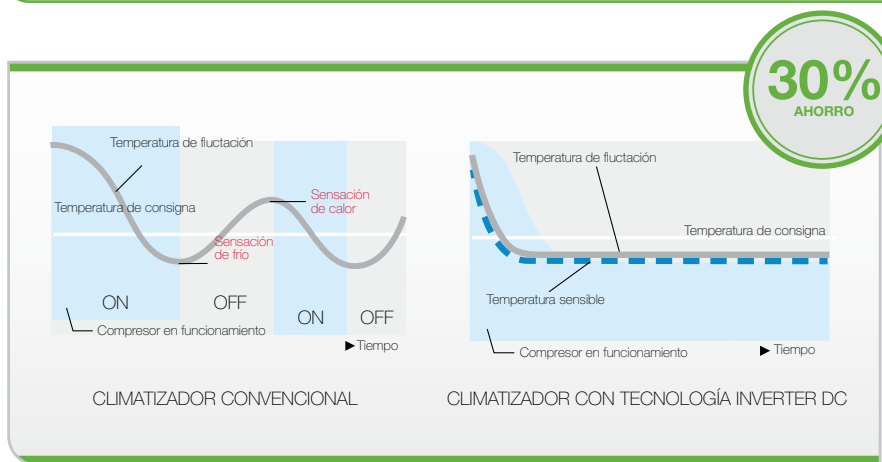 30%
AHORRO
Temperatura de fluctación
Temperatura de consigna
Sensación
de calor
Sensación
de frío
ON
OFF
ON
OFF
Compresor en funcionamiento
▶ Tiempo
CLIMATIZADOR CONVENCIONAL
Temperatura de fluctación
Temperatura de consigna
Temperatura sensible
Compresor en funcionamiento
▶ Tiempo
CLIMATIZADOR CON TECNOLOGÍA INVERTER DC